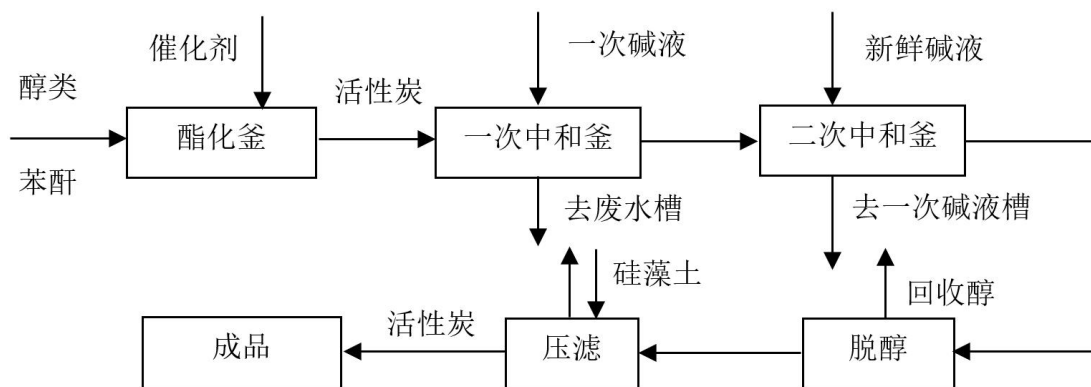 催化剂
一次碱液
新鲜碱液
醇类
活性炭
酯化釜
一次中和釜
二次中和釜
苯酐
去废水槽
去一次碱液槽
硅藻土
回收醇
活性炭
成品
压滤
脱醇